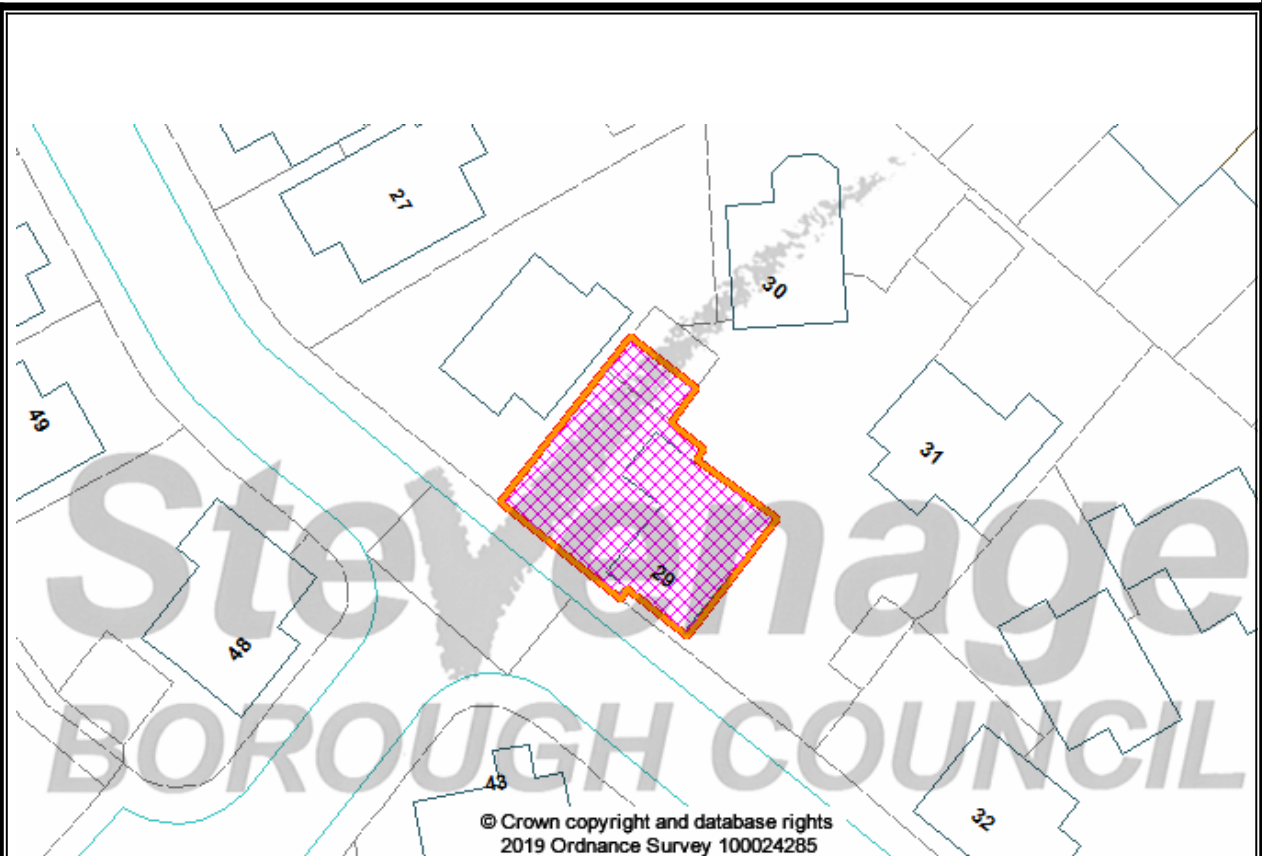 27
30
49
31
Stevenage
29
48
BOROUGH COUNCIL
43
32
© Crown copyright and database rights
2019 Ordnance Survey 100024285